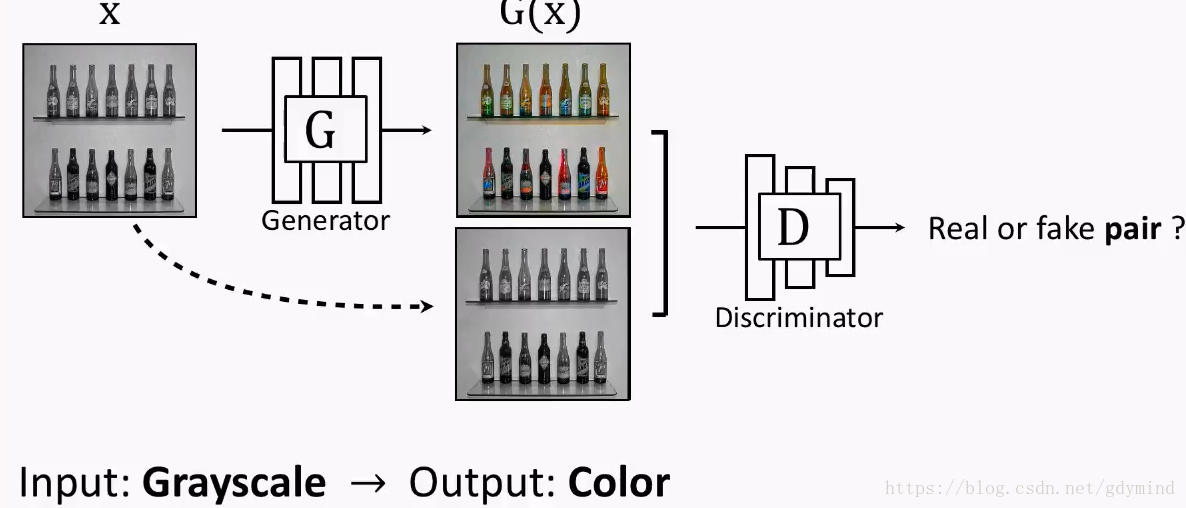 x
G(x)
G
Generator
D
Discriminator
Real or fake pair ?
Input: Grayscale → Output: Color
https://blog.csdn.net/gdymind